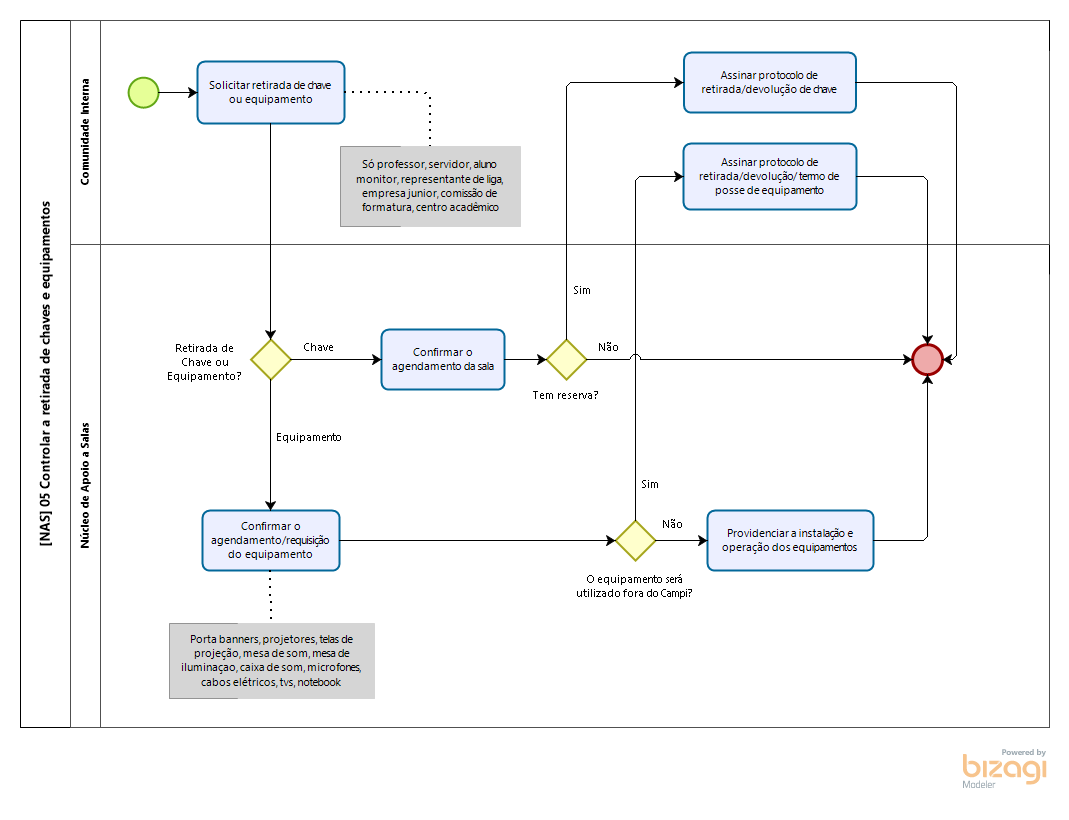 [NAS] 05 Controlar a retirada de chaves e equipamentos
Comunidade Interna
Solicitar retirada de chave
ou equipamento
Só professor, servidor, aluno
monitor, representante de liga,
empresa junior, comissão de
formatura, centro acadêmico
Assinar protocolo de
retirada/devolução de chave
Assinar protocolo de
retirada/devolução/ termo de
posse de equipamento
Núcleo de Apoio a Salas
Retirada de
Chave ou
Equipamento?
Chave
Confirmar o
agendamento da sala
Sim
Não
Tem reserva?
Equipamento
Confirmar o
agendamento/requisição
do equipamento
Sim
Não
O equipamento será
utilizado fora do Campi?
Providenciar a instalação e
operação dos equipamentos
Porta banners, projetores, telas de
projeção, mesa de som, mesa de
iluminaçao, caixa de som, microfones,
cabos elétricos, tvs, notebook
Powered by
bizagi
Modeler